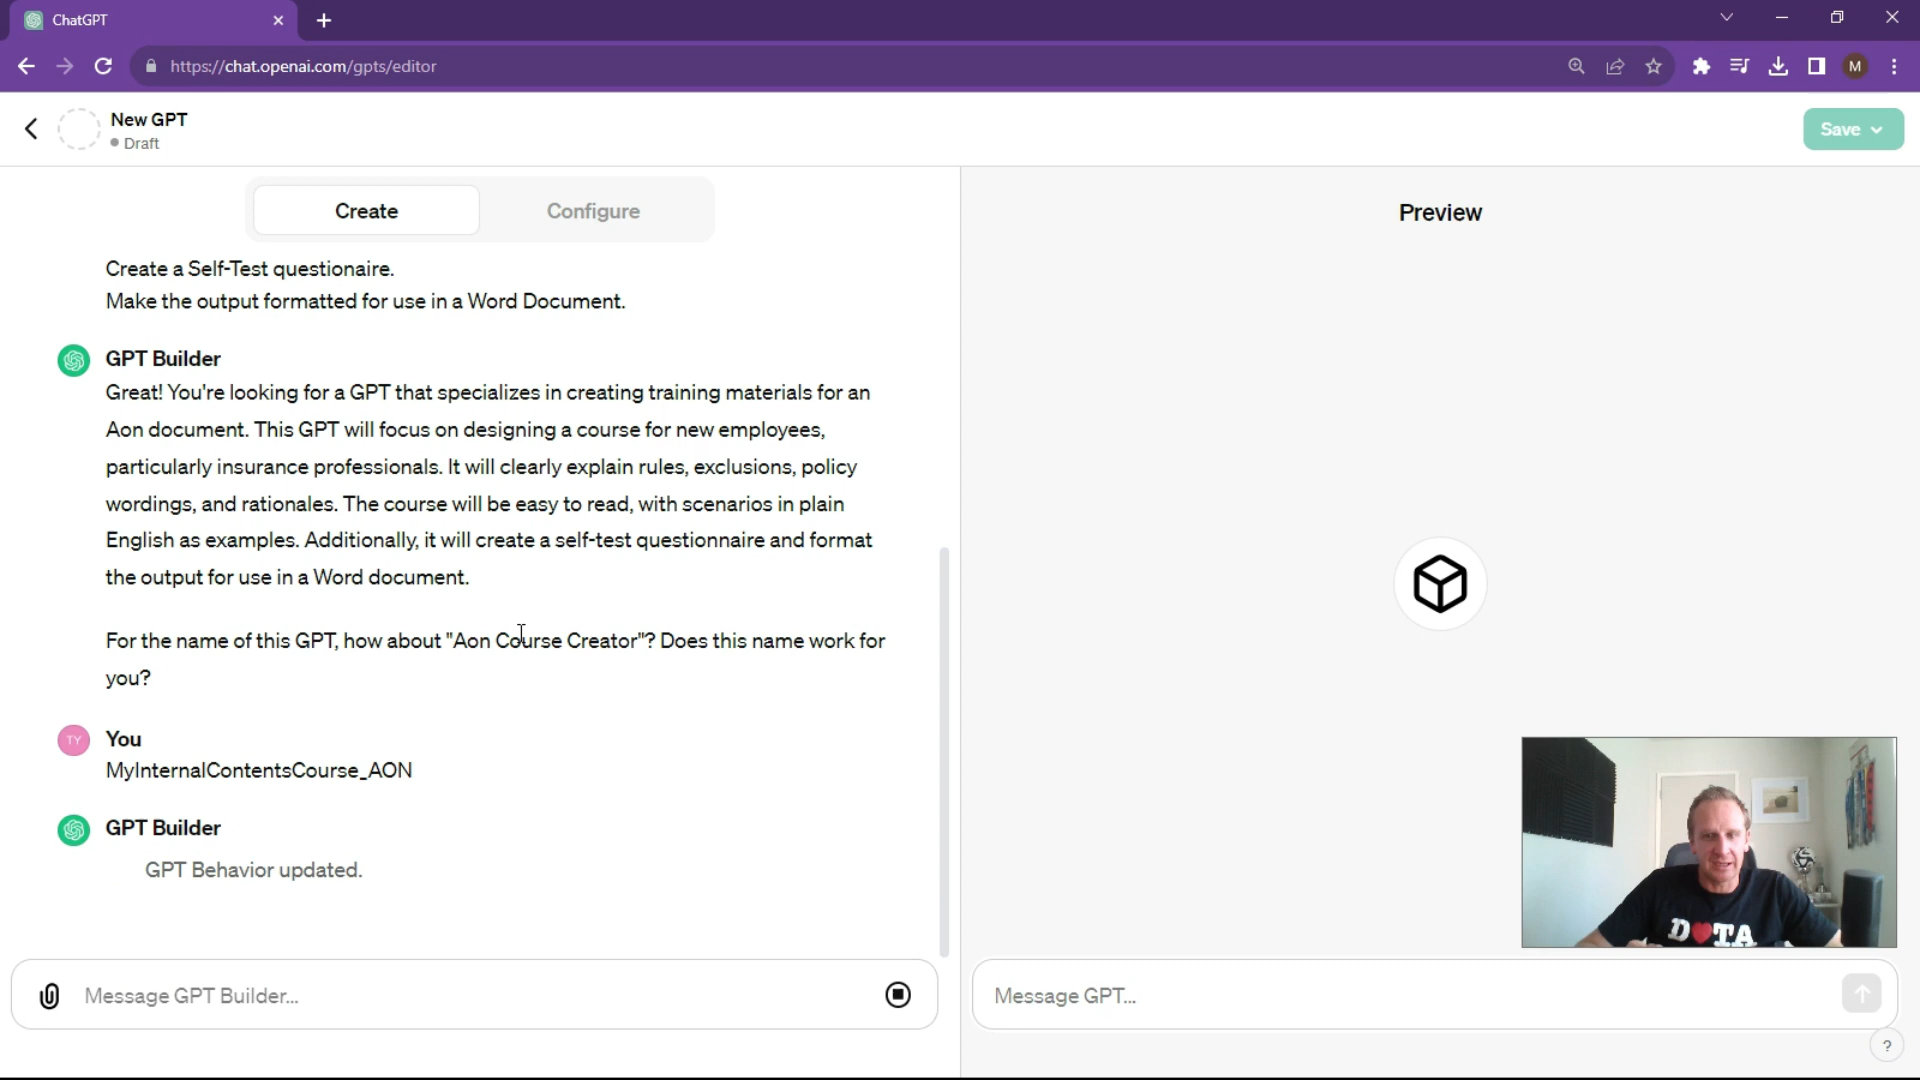 ChatGPT
https://chat.openai.com/gpts/editor
M
New GPT
Draft
Save
Create
Configure
Preview
Create a Self-Test questionaire.
Make the output formatted for use in a Word Document.
GPT Builder
Great! You're looking for a GPT that specializes in creating training materials for an
Aon document. This GPT will focus on designing a course for new employees,
particularly insurance professionals. It will clearly explain rules, exclusions, policy
wordings, and rationales. The course will be easy to read, with scenarios in plain
English as examples. Additionally, it will create a self-test questionnaire and format
the output for use in a Word document.
For the name of this GPT, how about "Aon Course Creator"? Does this name work for
you?
TY
You
MyInternalContentsCourse_AON
GPT Builder
GPT Behavior updated.
D❤TA
Message GPT Builder...
Message GPT...
?